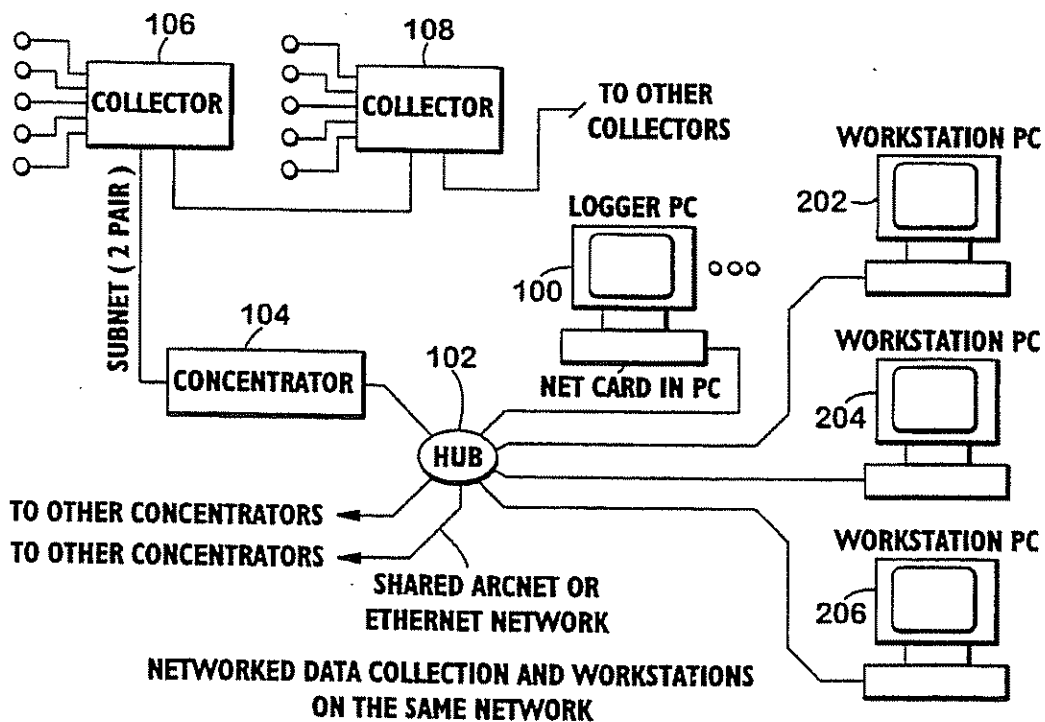 106
COLLECTOR
108
COLLECTOR
TO OTHER
COLLECTORS
WORKSTATION PC
202
LOGGER PC
100
NET CARD IN PC
SUBNET ( 2 PAIR )
104
CONCENTRATOR
102
HUB
WORKSTATION PC
204
TO OTHER CONCENTRATORS
TO OTHER CONCENTRATORS
SHARED ARCNET OR
ETHERNET NETWORK
WORKSTATION PC
206
NETWORKED DATA COLLECTION AND WORKSTATIONS
ON THE SAME NETWORK